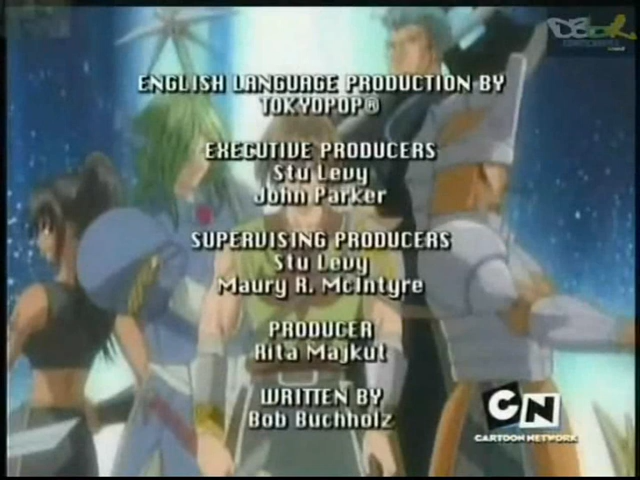 ENGLISH LANGUAGE PRODUCTION BY
TOKYOPOP®
EXECUTIVE PRODUCERS
Stu Levy
John Parker
SUPERVISING PRODUCERS
Stu Levy
Maury R. McIntyre
PRODUCER
Rita Majkut
WRITTEN BY
Bob Buchholz
CN
CARTOON NETWORK